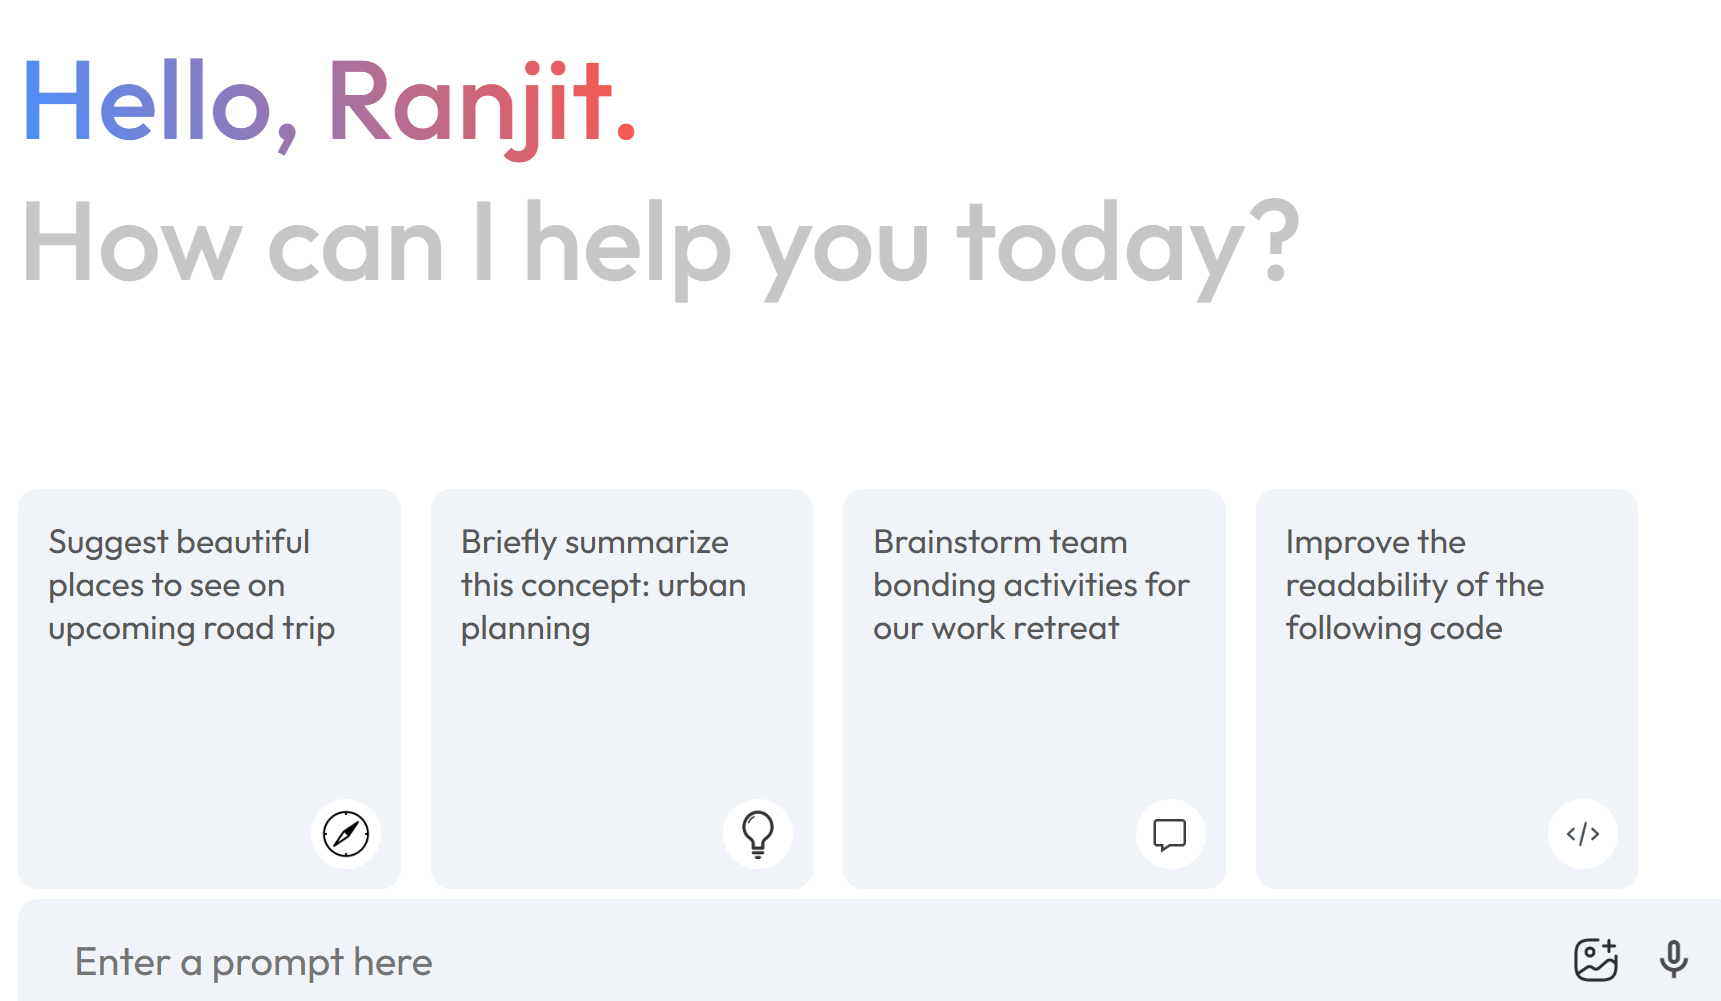 Hello, Ranjit.
How can I help you today?
Suggest beautiful
places to see on
upcoming road trip
Briefly summarize
this concept: urban
planning
Brainstorm team
bonding activities for
our work retreat
Improve the
readability of the
following code
</>
Enter a prompt here